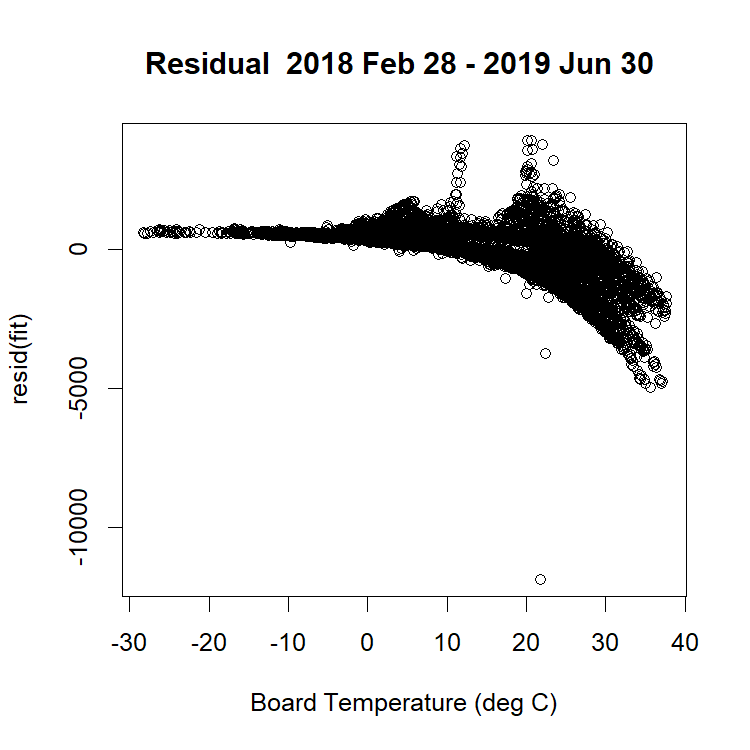 Residual  2018 Feb 28 - 2019 Jun 30
resid(fit)
0
-5000
-10000
-30 -20 -10 0 10 20 30 40
Board Temperature (deg C)